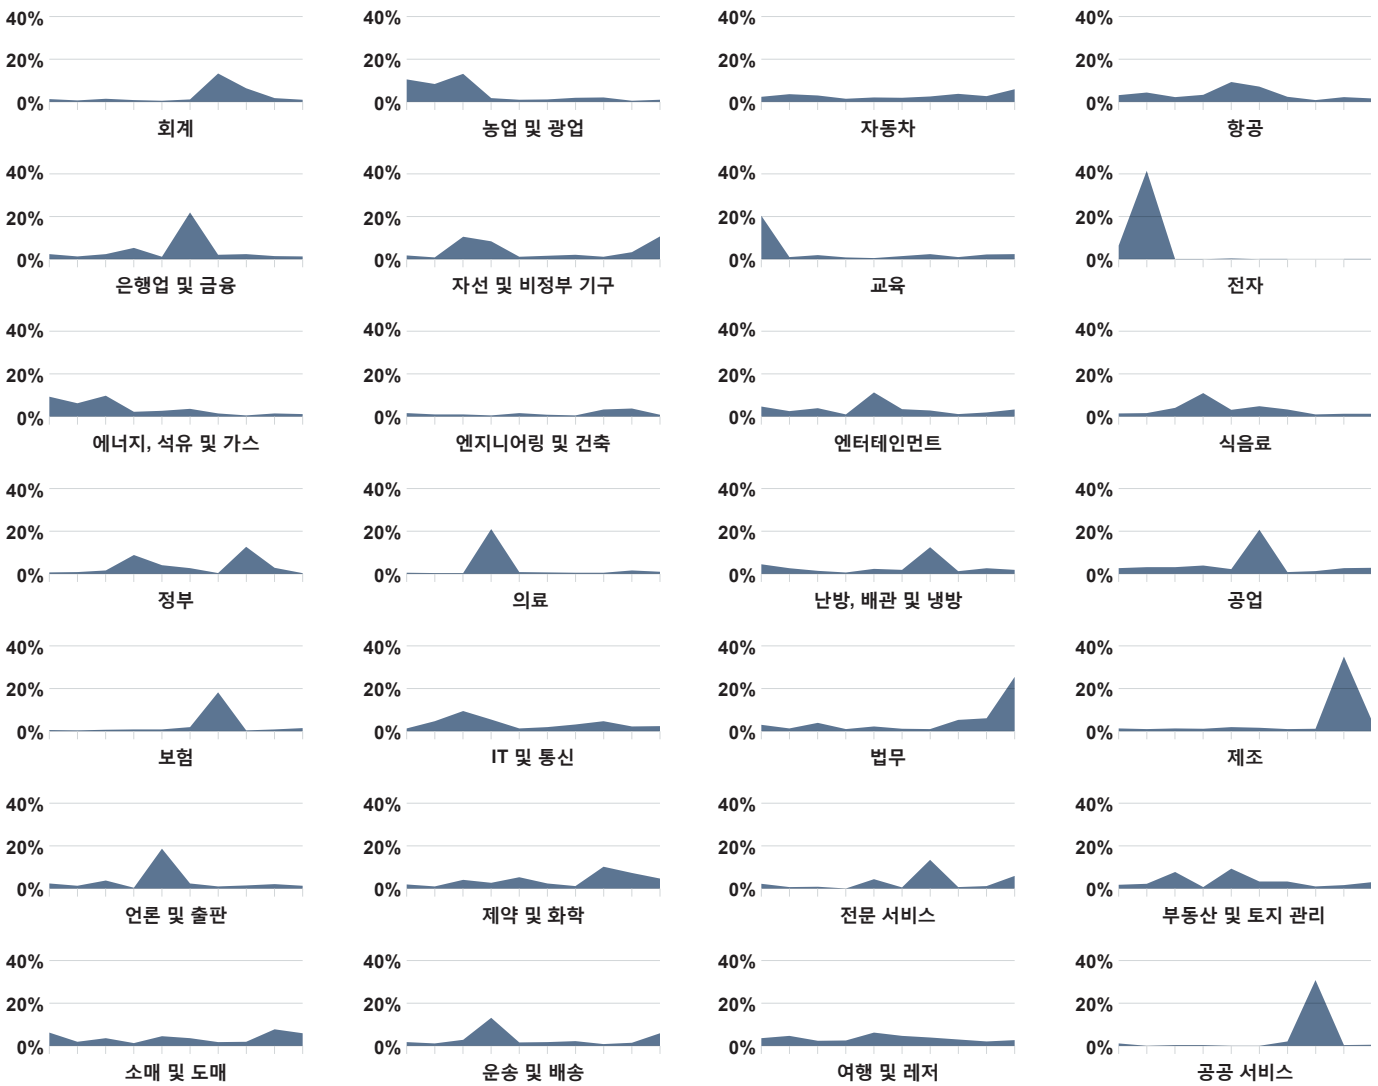 40% 40% 40% 40%
20% 20% 20% 20%
0% 0% 0% 0%
회계 농업 및 광업 자동차 항공
40% 40% 40% 40%
20% 20% 20% 20%
0% 0% 0% 0%
은행업 및 금융 자선 및 비정부 기구 교육 전자
40% 40% 40% 40%
20% 20% 20% 20%
0% 0% 0% 0%
에너지, 석유 및 가스 엔지니어링 및 건축 엔터테인먼트 식음료
40% 40% 40% 40%
20% 20% 20% 20%
0% 0% 0% 0%
정부 의료 난방, 배관 및 냉방 공업
40% 40% 40% 40%
20% 20% 20% 20%
0% 0% 0% 0%
보험 IT 및 통신 법무 제조
40% 40% 40% 40%
20% 20% 20% 20%
0% 0% 0% 0%
언론 및 출판 제약 및 화학 전문 서비스 부동산 및 토지 관리
40% 40% 40% 40%
20% 20% 20% 20%
0% 0% 0% 0%
소매 및 도매 운송 및 배송 여행 및 레저 공공 서비스